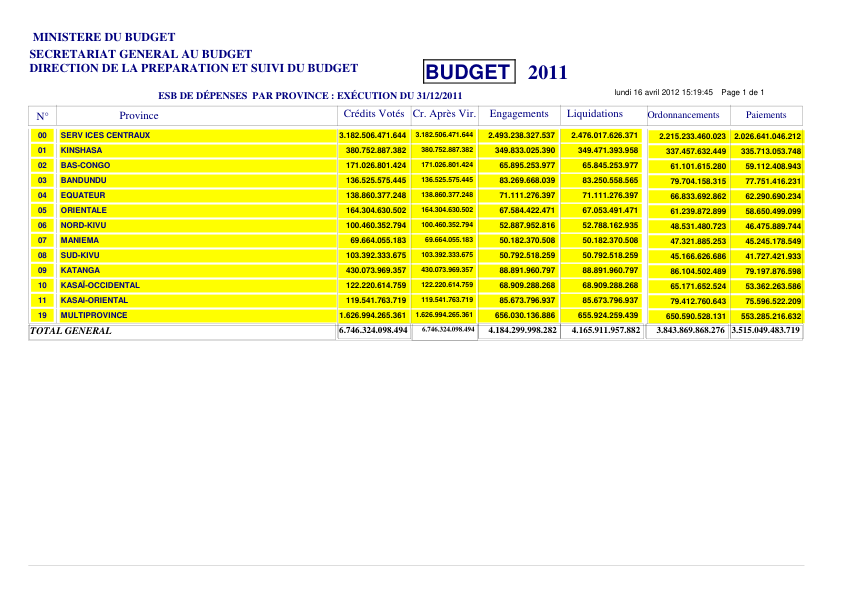 MINISTERE DU BUDGET
SECRETARIAT GENERAL AU BUDGET
DIRECTION DE LA PREPARATION ET SUIVI DU BUDGET
BUDGET 2011
lundi 16 avril 2012 15:19:45 Page 1 de 1
ESB DE DÉPENSES PAR PROVINCE : EXÉCUTION DU 31/12/2011
N° Province Crédits Votés Cr. Après Vir. Engagements Liquidations Ordonnancements Paiements
00 SERV ICES CENTRAUX 3.182.506.471.644 3.182.506.471.644 2.493.238.327.537 2.476.017.626.371 2.215.233.460.023 2.026.641.046.212
01 KINSHASA 380.752.887.382 380.752.887.382 349.833.025.390 349.471.393.958 337.457.632.449 335.713.053.748
02 BAS-CONGO 171.026.801.424 171.026.801.424 65.895.253.977 65.845.253.977 61.101.615.280 59.112.408.943
03 BANDUNDU 136.525.575.445 136.525.575.445 83.269.668.039 83.250.558.565 79.704.158.315 77.751.416.231
04 EQUATEUR 138.860.377.248 138.860.377.248 71.111.276.397 71.111.276.397 66.833.692.862 62.290.690.234
05 ORIENTALE 164.304.630.502 164.304.630.502 67.584.422.471 67.053.491.471 61.239.872.899 58.650.499.099
06 NORD-KIVU 100.460.352.794 100.460.352.794 52.887.952.816 52.788.162.935 48.531.480.723 46.475.889.744
07 MANIEMA 69.664.055.183 69.664.055.183 50.182.370.508 50.182.370.508 47.321.885.253 45.245.178.549
08 SUD-KIVU 103.392.333.675 103.392.333.675 50.792.518.259 50.792.518.259 45.166.626.686 41.727.421.933
09 KATANGA 430.073.969.357 430.073.969.357 88.891.960.797 88.891.960.797 86.104.502.489 79.197.876.598
10 KASAÏ-OCCIDENTAL 122.220.614.759 122.220.614.759 68.909.288.268 68.909.288.268 65.171.652.524 53.362.263.586
11 KASAI-ORIENTAL 119.541.763.719 119.541.763.719 85.673.796.937 85.673.796.937 79.412.760.643 75.596.522.209
19 MULTIPROVINCE 1.626.994.265.361 1.626.994.265.361 656.030.136.886 655.924.259.439 650.590.528.131 553.285.216.632
TOTAL GENERAL 6.746.324.098.494 6.746.324.098.494 4.184.299.998.282 4.165.911.957.882 3.843.869.868.276 3.515.049.483.719